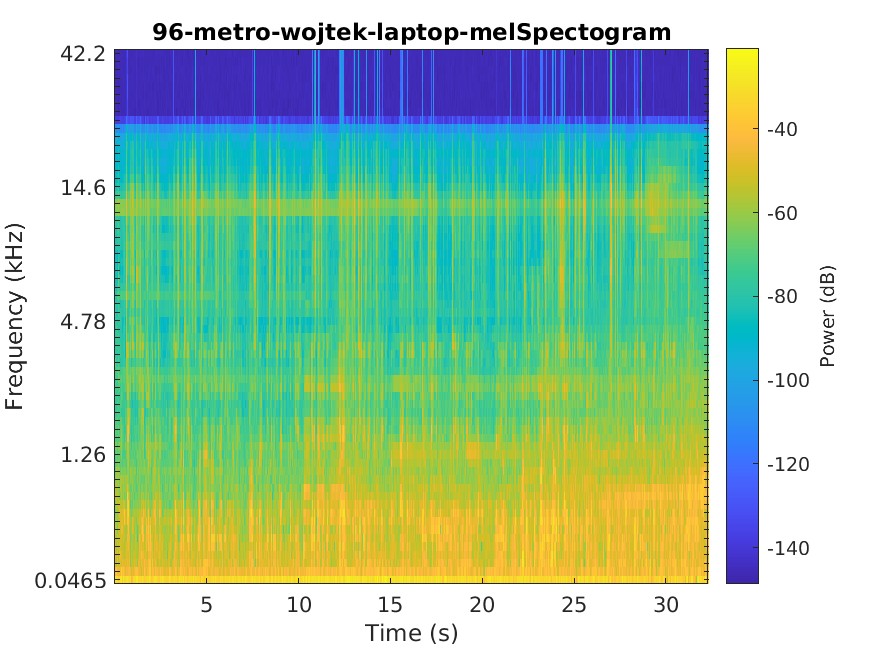 96-metro-wojtek-laptop-melSpectogram
42.2
14.6
4.78
1.26
0.0465
Frequency (kHz)
5 10 15 20 25 30
Time (s)
-40
-60
-80
-100
-120
-140
Power (dB)